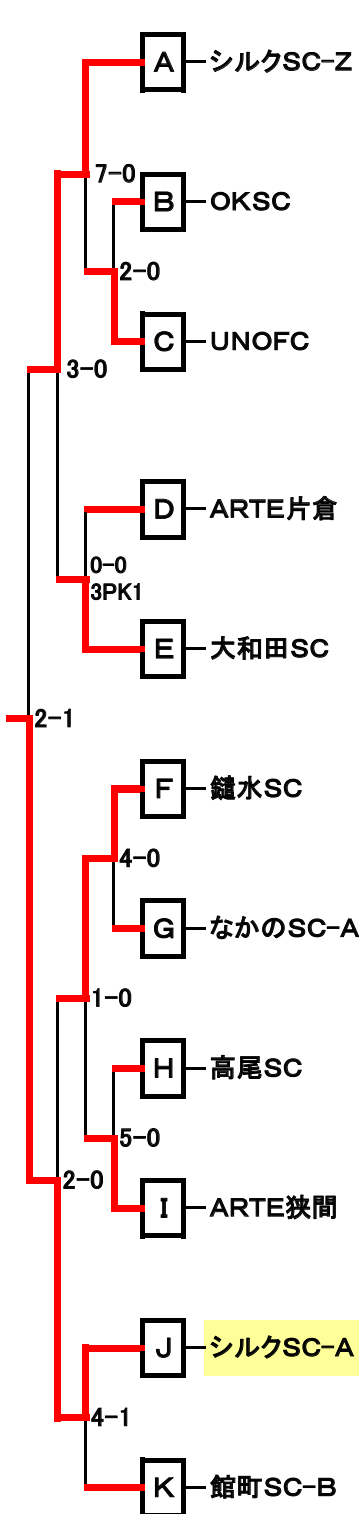 A シルクSC-Z
7-0
B OKSC
2-0
C UNOFC
3-0
D ARTE片倉
0-0
3PK1
E 大和田SC
2-1
F 鑓水SC
4-0
G なかのSC-A
1-0
H 高尾SC
5-0
I ARTE狭間
2-0
J シルクSC-A
4-1
K 館町SC-B